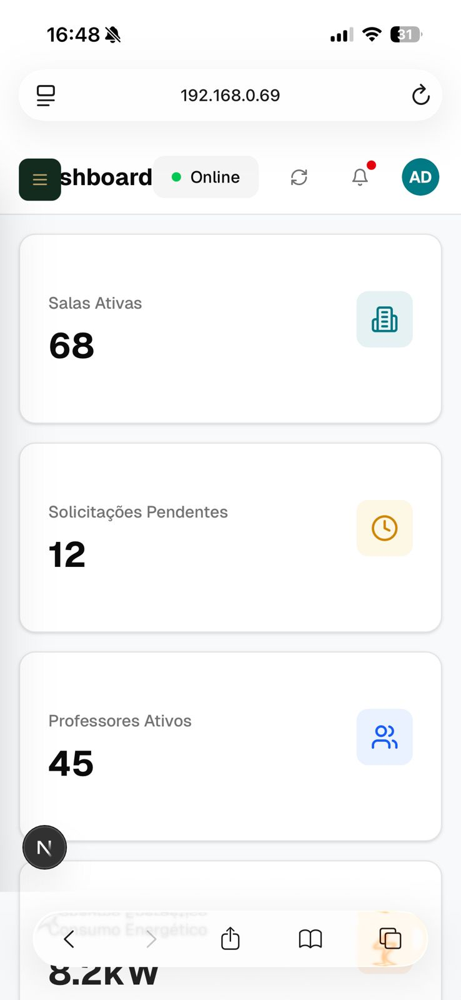 16:48
31
192.168.0.69
shboard
Online
AD
Salas Ativas
68
Solicitações Pendentes
12
Professores Ativos
45
N
Consumo Energético
8.2kW